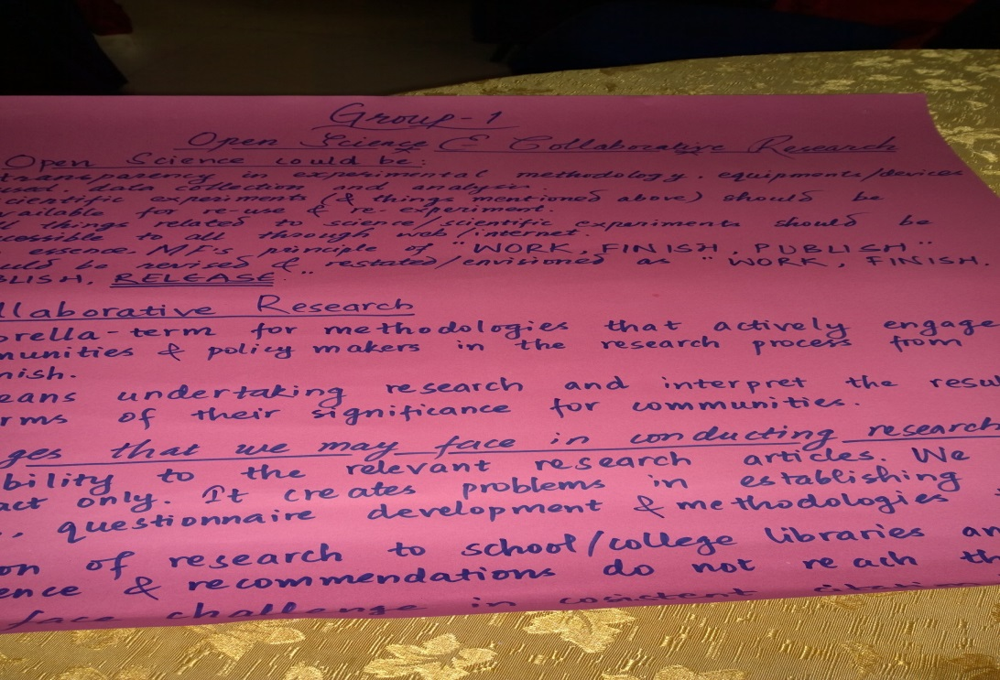 Group-1
Open Science & Collaborative Research
Open Science could be:
transparency in experimental methodology, equipments/devices
data collection and analysis.
scientific experiments (& things mentioned above) should be
available for re-use & re-experiment.
things related to science/scientific experiments should be
accessible to all through web/internet.
essence, MF's principle of "WORK, FINISH, PUBLISH"
be revised & restated/envisioned as "WORK, FINISH.
BLISH, RELEASE."
llaborative Research
rella-term for methodologies that actively engage
munities & policy makers in the research process from
nish.
eans undertaking research and interpret the resu
rms of their significance for communities.
ges that we may face in conducting research
bility to the relevant research articles. We
act only. It creates problems in establishing
questionnaire development & methodologies
on of research to school/college libraries an
ence & recommendations do not reach th
face challenge in cosistent